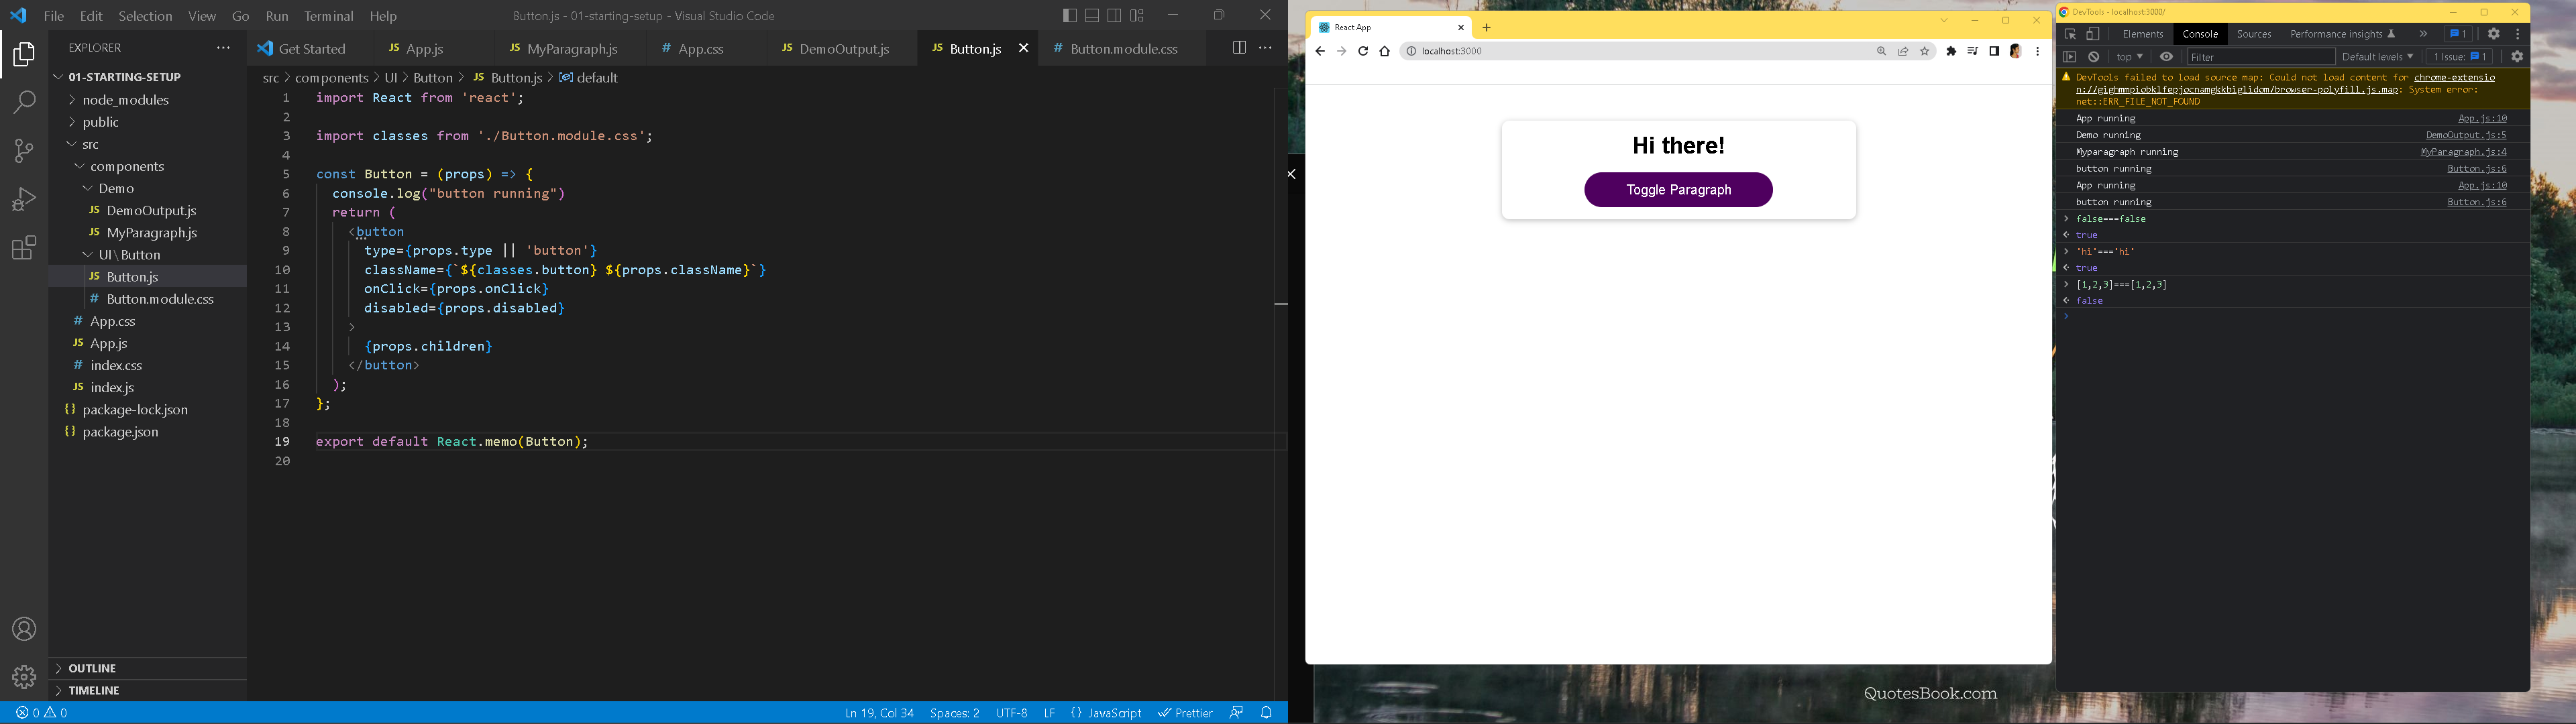 File Edit Selection View Go Run Terminal Help
Button.js - 01-starting-setup - Visual Studio Code
EXPLORER
01-STARTING-SETUP
node_modules
public
src
components
Demo
JS DemoOutput.js
JS MyParagraph.js
UI\Button
JS Button.js
# Button.module.css
# App.css
JS App.js
# index.css
JS index.js
{} package-lock.json
{} package.json
OUTLINE
TIMELINE
Get Started JS App.js JS MyParagraph.js # App.css JS DemoOutput.js JS Button.js # Button.module.css
src > components > UI > Button > JS Button.js > default
1 import React from 'react';
2
3 import classes from './Button.module.css';
4
5 const Button = (props) => {
6 console.log("button running")
7 return (
8 <button
9 type={props.type || 'button'}
10 className={`${classes.button} ${props.className}`}
11 onClick={props.onClick}
12 disabled={props.disabled}
13 >
14 {props.children}
15 </button>
16 );
17 };
18
19 export default React.memo(Button);
20
0 0
Ln 19, Col 34 Spaces: 2 UTF-8 LF {} JavaScript Prettier
React App
localhost:3000
Hi there!
Toggle Paragraph
QuotesBook.com
DevTools - localhost:3000/
Elements Console Sources Performance insights 1
top Filter Default levels 1 Issue: 1
DevTools failed to load source map: Could not load content for chrome-extensio
n://gighmmpiobklfepjocnamgkkbiglidom/browser-polyfill.js.map: System error:
net::ERR_FILE_NOT_FOUND
App running App.js:10
Demo running DemoOutput.js:5
Myparagraph running MyParagraph.js:4
button running Button.js:6
App running App.js:10
button running Button.js:6
false===false
true
'hi'==='hi'
true
[1,2,3]===[1,2,3]
false